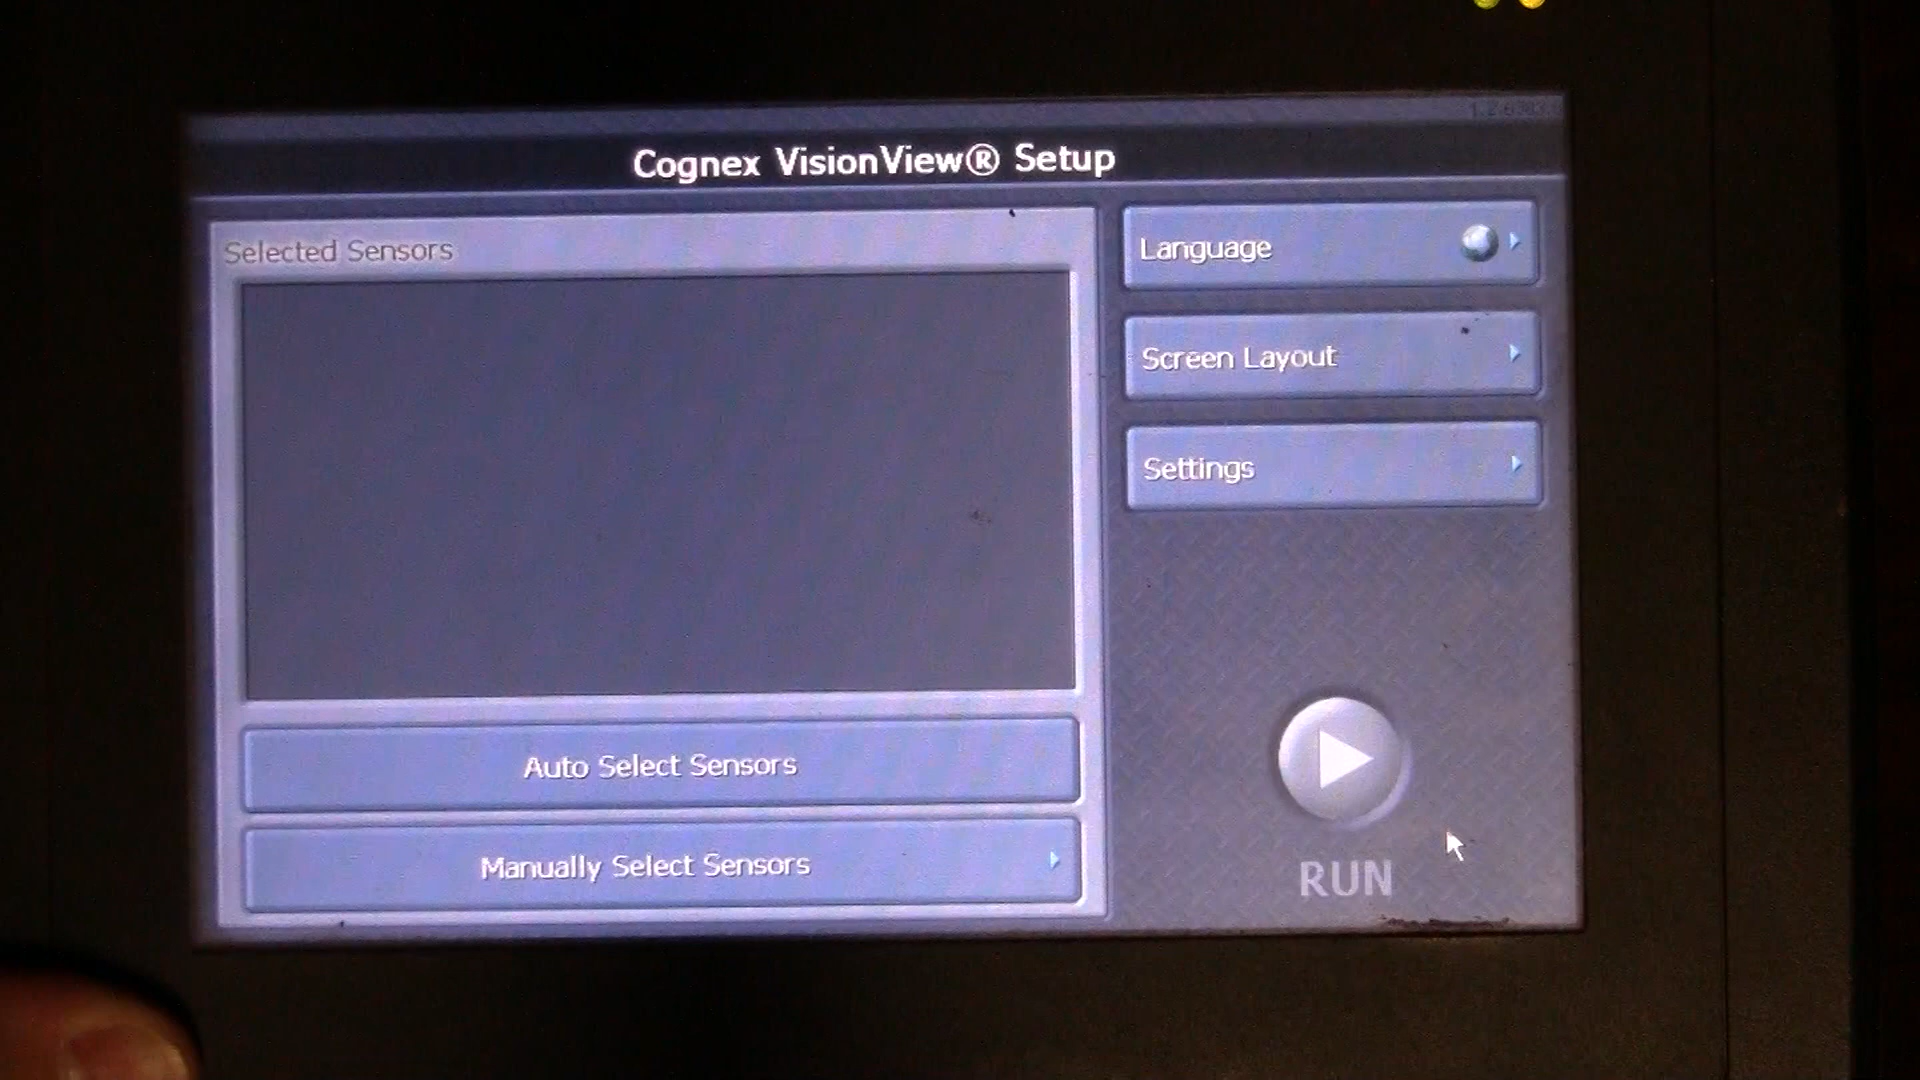 Cognex VisionView® Setup
Selected Sensors
Language
Screen Layout
Settings
Auto Select Sensors
Manually Select Sensors
RUN